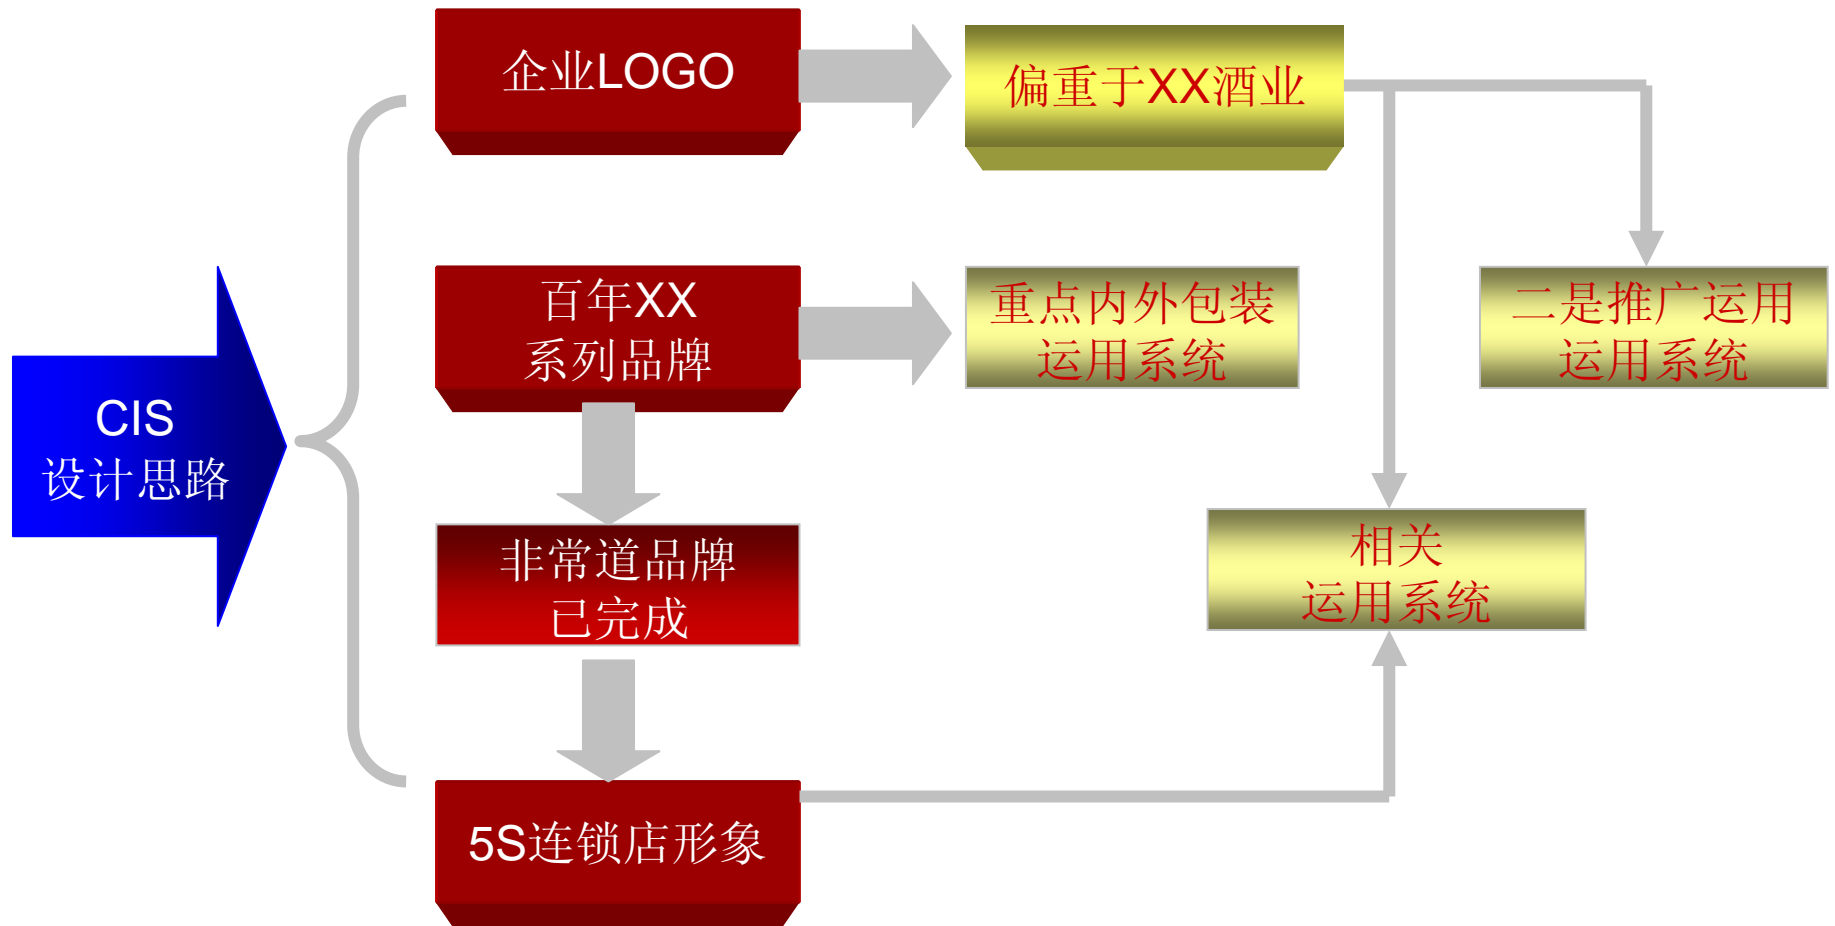 企业LOGO
偏重于XX酒业
百年XX
系列品牌
重点内外包装
运用系统
二是推广运用
运用系统
CIS
设计思路
非常道品牌
已完成
相关
运用系统
5S连锁店形象